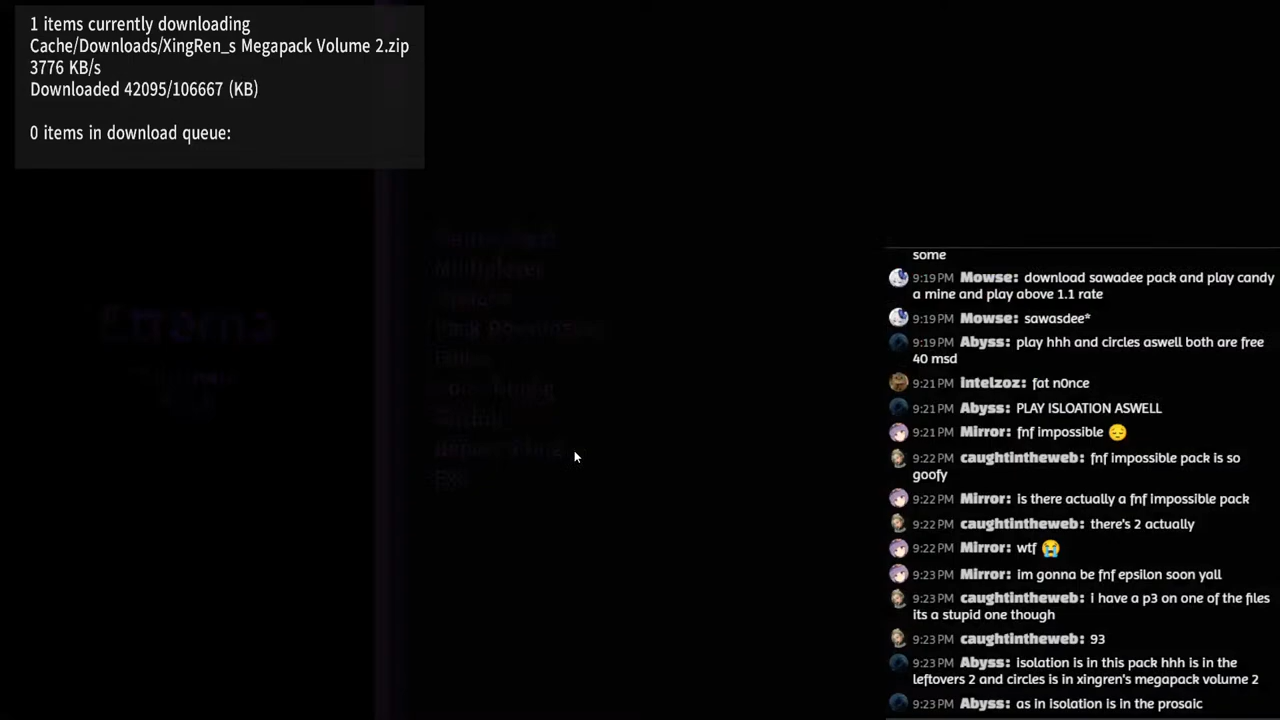 1 items currently downloading
Cache/Downloads/XingRen_s Megapack Volume 2.zip
3776 KB/s
Downloaded 42095/106667 (KB)
0 items in download queue:
Etterna
Multiplayer
Exit
some
9:19 PM Mowse: download sawadee pack and play candy
a mine and play above 1.1 rate
9:19 PM Mowse: sawasdee*
9:19 PM Abyss: play hhh and circles aswell both are free
40 msd
9:21 PM intelzoz: fat n0nce
9:21 PM Abyss: PLAY ISLOATION ASWELL
9:21 PM Mirror: fnf impossible 😔
9:22 PM caughtintheweb: fnf impossible pack is so
goofy
9:22 PM Mirror: is there actually a fnf impossible pack
9:22 PM caughtintheweb: there's 2 actually
9:22 PM Mirror: wtf 😭
9:23 PM Mirror: im gonna be fnf epsilon soon yall
9:23 PM caughtintheweb: i have a p3 on one of the files
its a stupid one though
9:23 PM caughtintheweb: 93
9:23 PM Abyss: isolation is in this pack hhh is in the
leftovers 2 and circles is in xingren's megapack volume 2
9:23 PM Abyss: as in isolation is in the prosaic